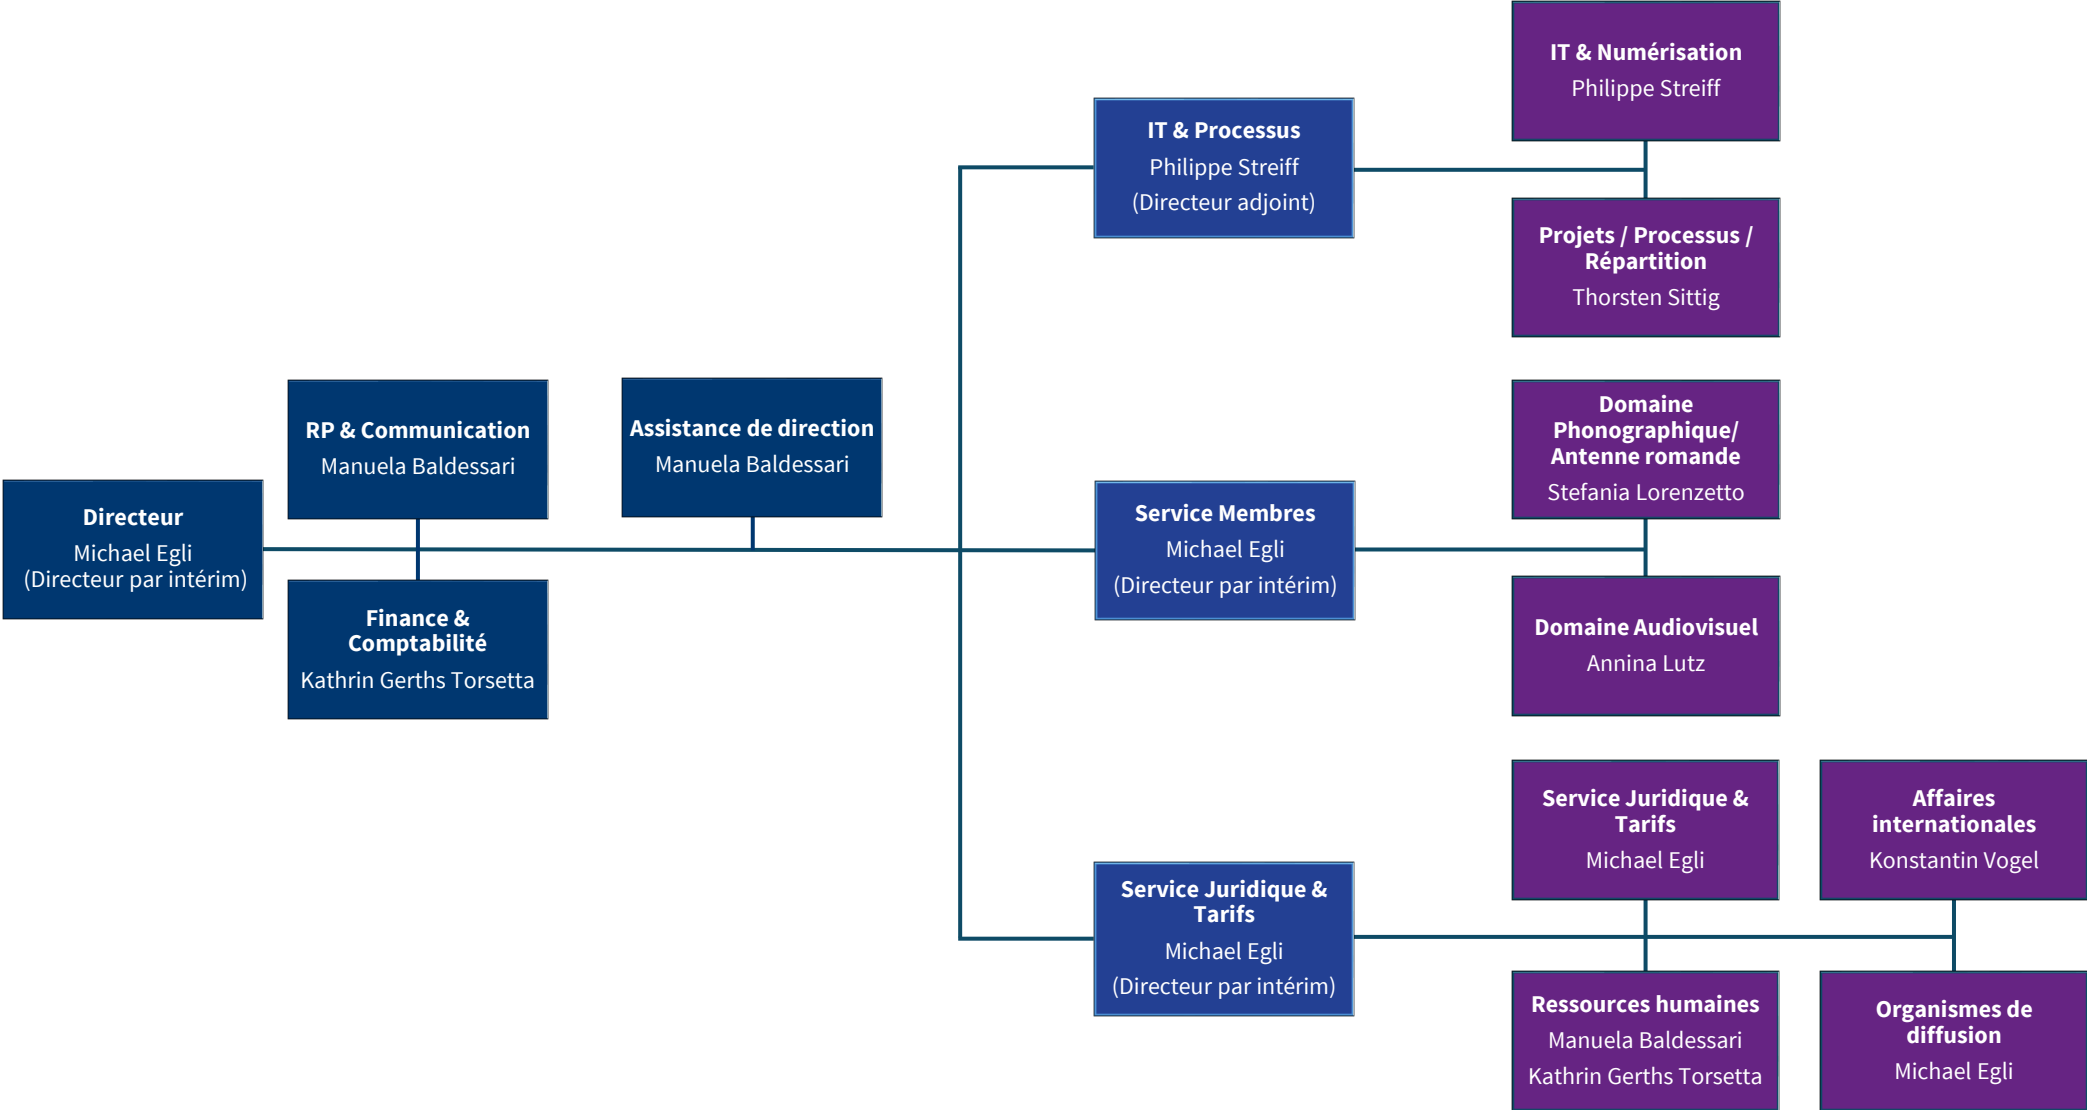 Directeur
Michael Egli
(Directeur par intérim)
RP & Communication
Manuela Baldessari
Finance &
Comptabilité
Kathrin Gerths Torsetta
Assistance de direction
Manuela Baldessari
IT & Processus
Philippe Streiff
(Directeur adjoint)
IT & Numérisation
Philippe Streiff
Projets / Processus /
Répartition
Thorsten Sittig
Service Membres
Michael Egli
(Directeur par intérim)
Domaine
Phonographique/
Antenne romande
Stefania Lorenzetto
Domaine Audiovisuel
Annina Lutz
Service Juridique &
Tarifs
Michael Egli
(Directeur par intérim)
Service Juridique &
Tarifs
Michael Egli
Affaires
internationales
Konstantin Vogel
Ressources humaines
Manuela Baldessari
Kathrin Gerths Torsetta
Organismes de
diffusion
Michael Egli